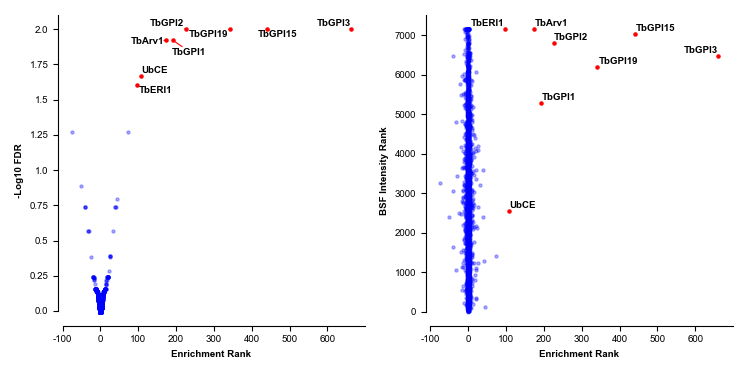 TbGPI2
TbGPI19
TbGPI15
TbGPI3
TbArv1
TbGPI1
UbCE
TbERI1
2.0
1.75
1.5
1.25
1.0
0.75
0.5
0.25
0.0
-Log10 FDR
-100
0
100
200
300
400
500
600
Enrichment Rank
TbERI1
TbArv1
TbGPI2
TbGPI15
TbGPI3
TbGPI19
TbGPI1
UbCE
7000
6000
5000
4000
3000
2000
1000
0
BSF Intensity Rank
-100
0
100
200
300
400
500
600
Enrichment Rank